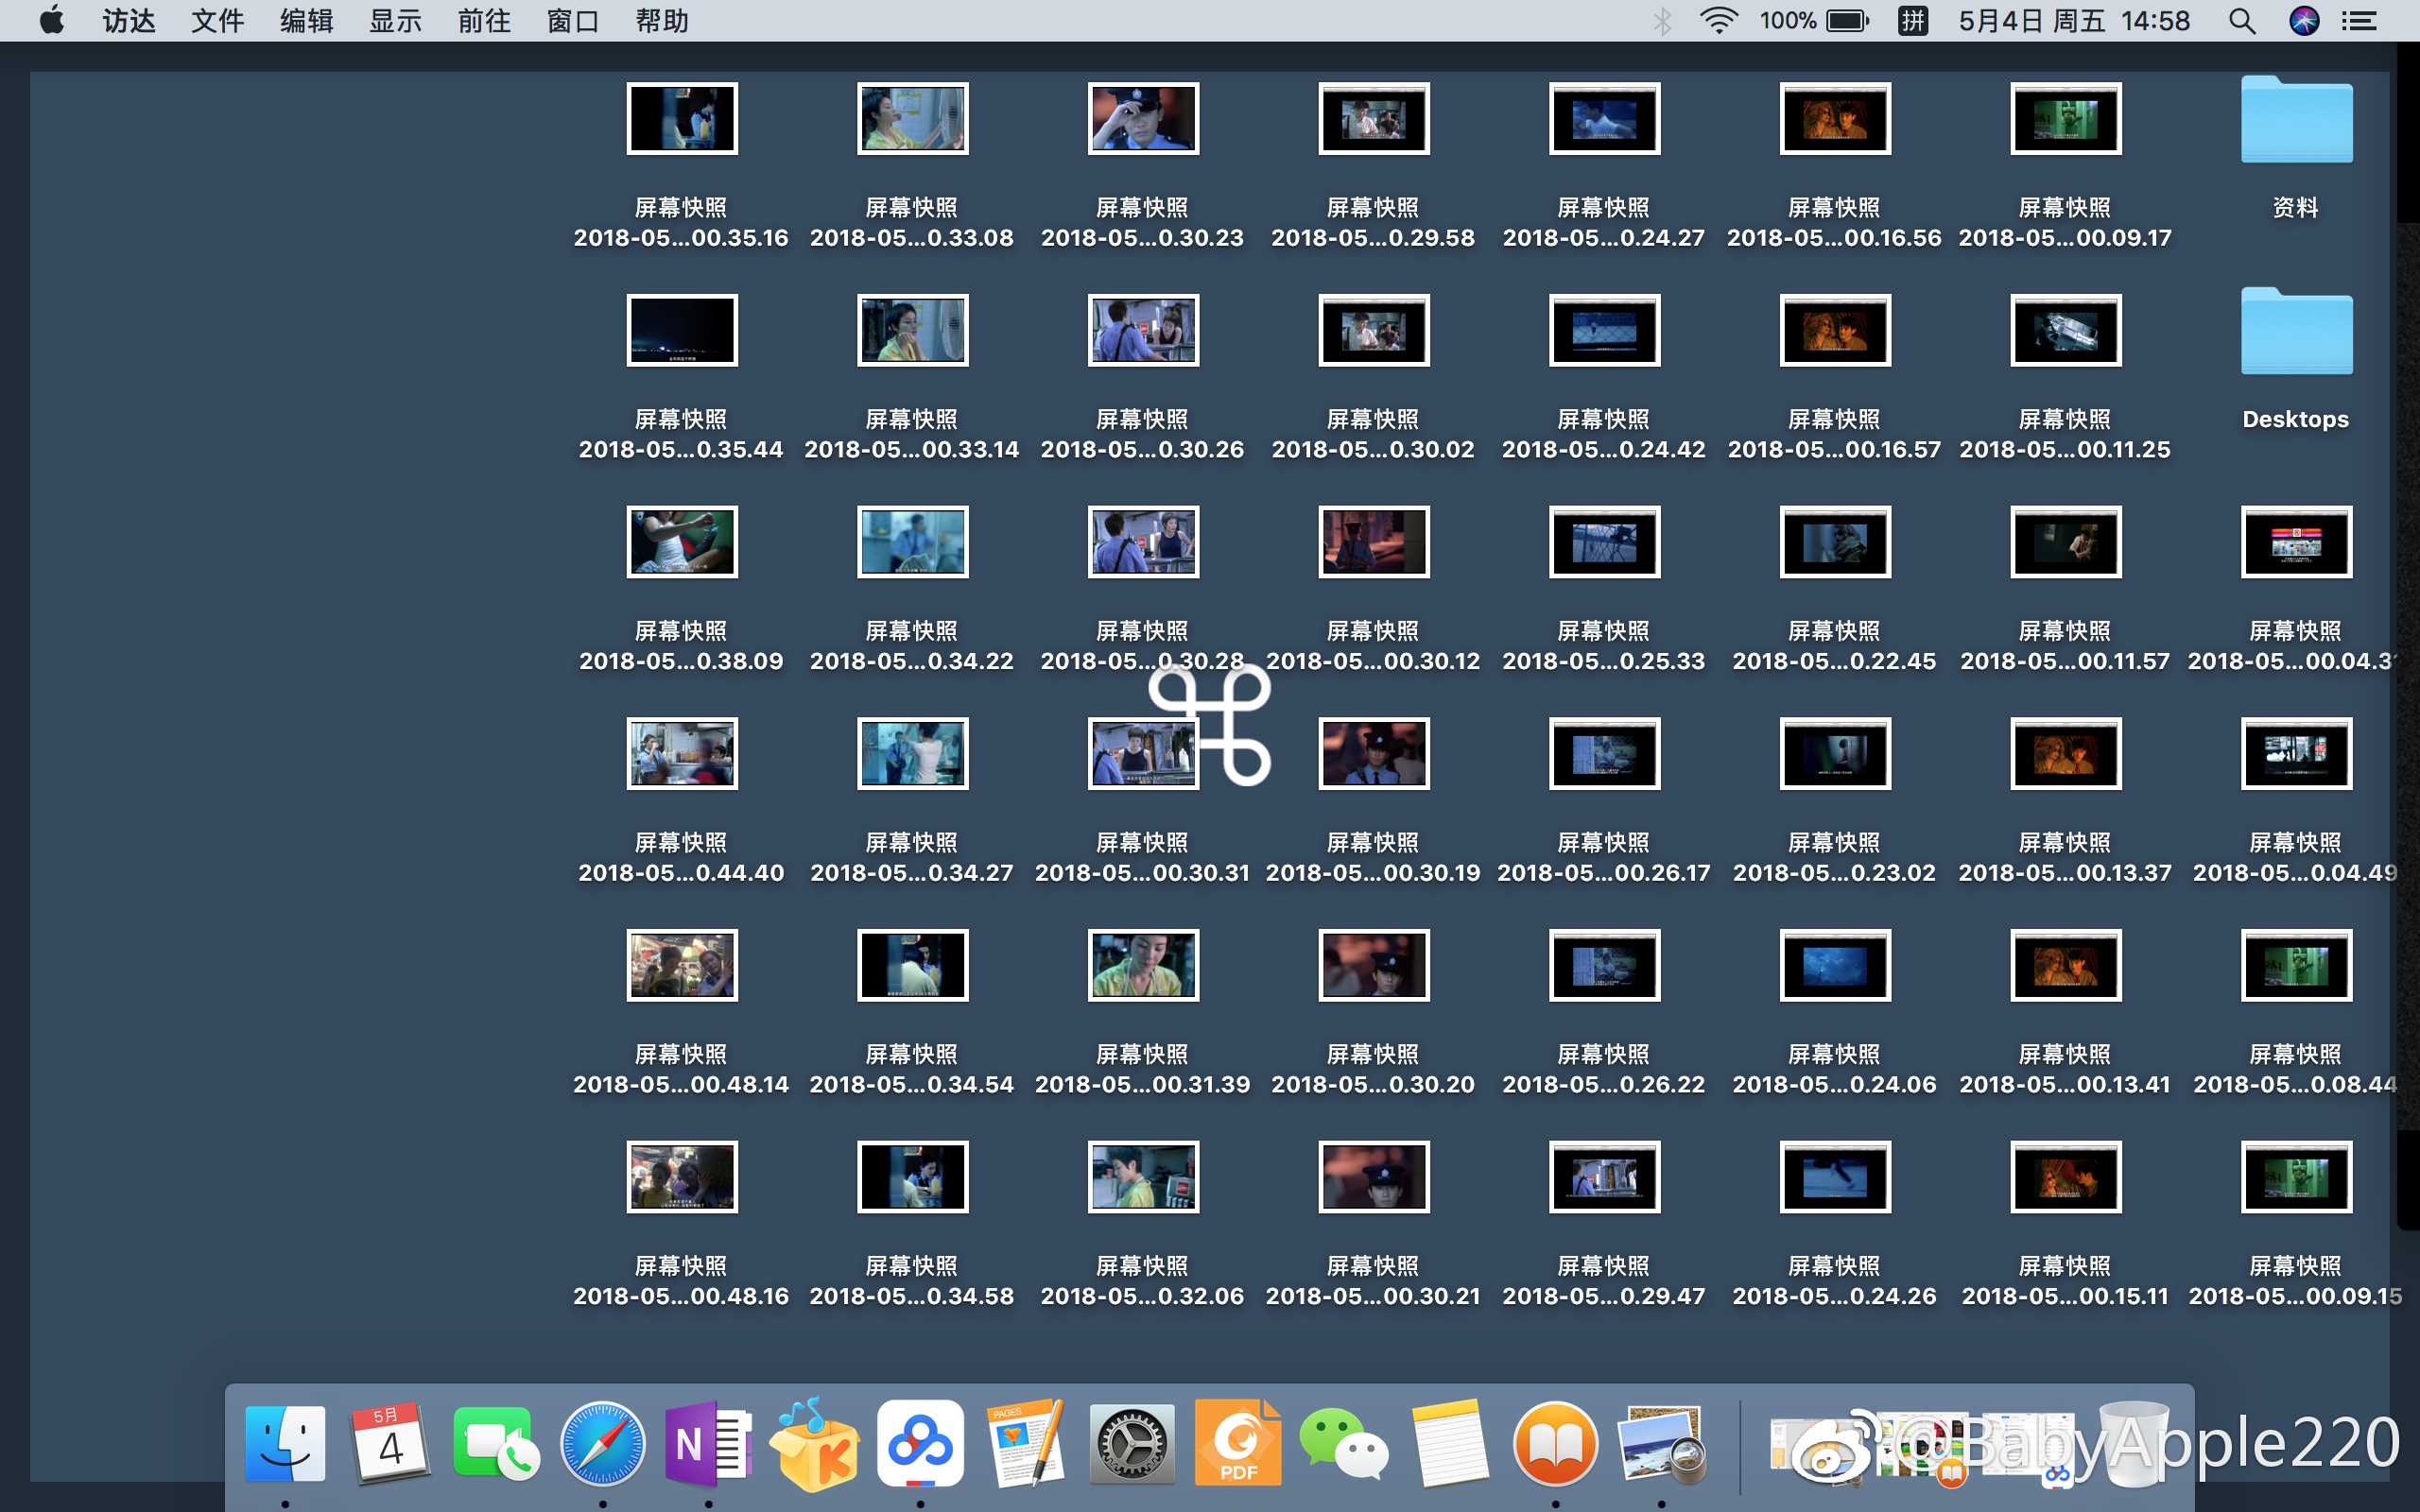 访达 文件 编辑 显示 前往 窗口 帮助 100% 拼 5月4日 周五 14:58
屏幕快照 屏幕快照 屏幕快照 屏幕快照 屏幕快照 屏幕快照 屏幕快照 资料
2018-05...00.35.16 2018-05...0.33.08 2018-05...0.30.23 2018-05...0.29.58 2018-05...0.24.27 2018-05...00.16.56 2018-05...00.09.17
屏幕快照 屏幕快照 屏幕快照 屏幕快照 屏幕快照 屏幕快照 屏幕快照 Desktops
2018-05...0.35.44 2018-05...00.33.14 2018-05...0.30.26 2018-05...0.30.02 2018-05...0.24.42 2018-05...00.16.57 2018-05...00.11.25
屏幕快照 屏幕快照 屏幕快照 屏幕快照 屏幕快照 屏幕快照 屏幕快照 屏幕快照
2018-05...0.38.09 2018-05...0.34.22 2018-05...0.30.28 2018-05...00.30.12 2018-05...0.25.33 2018-05...0.22.45 2018-05...00.11.57 2018-05...00.04.3
屏幕快照 屏幕快照 屏幕快照 屏幕快照 屏幕快照 屏幕快照 屏幕快照 屏幕快照
2018-05...0.44.40 2018-05...0.34.27 2018-05...00.30.31 2018-05...00.30.19 2018-05...00.26.17 2018-05...0.23.02 2018-05...00.13.37 2018-05...0.04.49
屏幕快照 屏幕快照 屏幕快照 屏幕快照 屏幕快照 屏幕快照 屏幕快照 屏幕快照
2018-05...00.48.14 2018-05...0.34.54 2018-05...00.31.39 2018-05...0.30.20 2018-05...0.26.22 2018-05...0.24.06 2018-05...00.13.41 2018-05...0.08.44
屏幕快照 屏幕快照 屏幕快照 屏幕快照 屏幕快照 屏幕快照 屏幕快照 屏幕快照
2018-05...00.48.16 2018-05...0.34.58 2018-05...0.32.06 2018-05...00.30.21 2018-05...0.29.47 2018-05...0.24.26 2018-05...00.15.11 2018-05...00.09.15
5月
4
N
K
PAGES
PDF
@BabyApple220